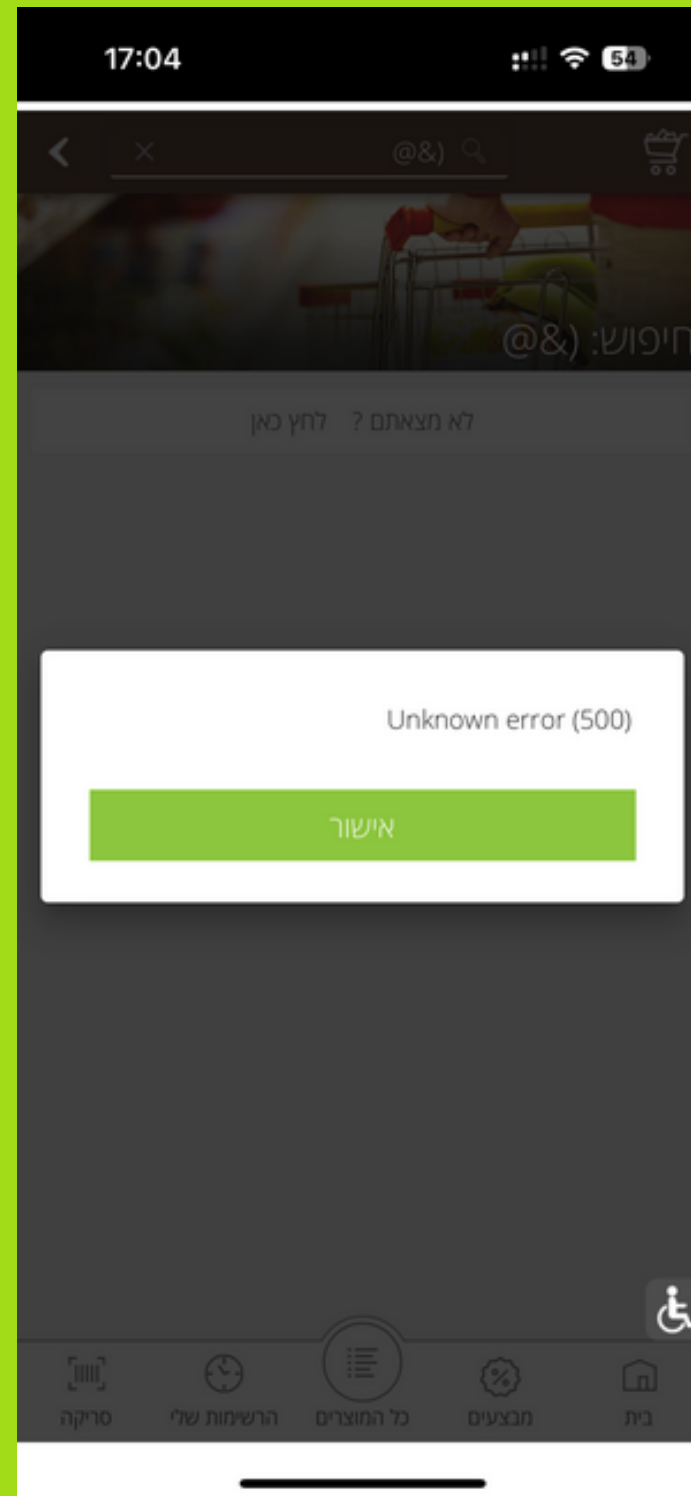 17:04
54
(&@
חיפוש: (&@
לא מצאתם ? לחץ כאן
Unknown error (500)
אישור
בית
מבצעים
כל המוצרים
הרשימות שלי
סריקה